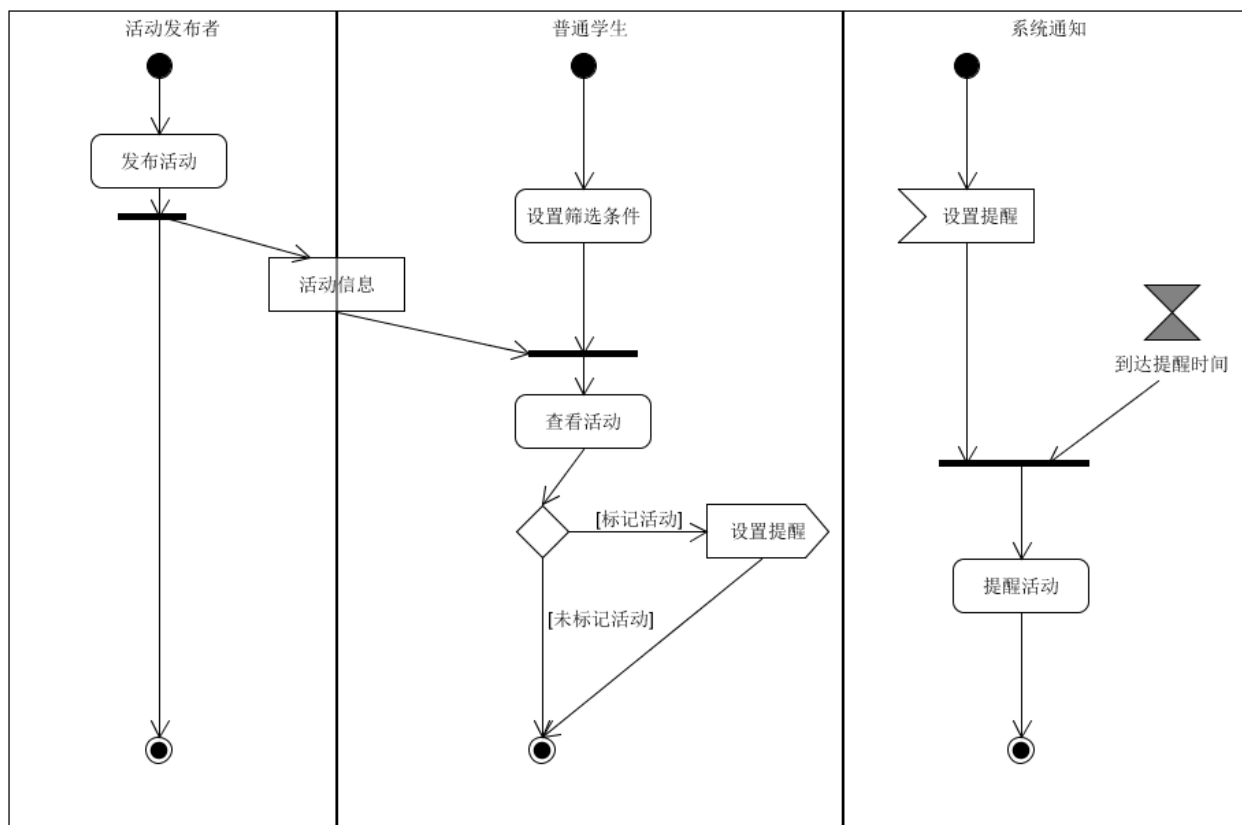 活动发布者
普通学生
系统通知
发布活动
设置筛选条件
设置提醒
活动信息
到达提醒时间
查看活动
[标记活动]
设置提醒
提醒活动
[未标记活动]